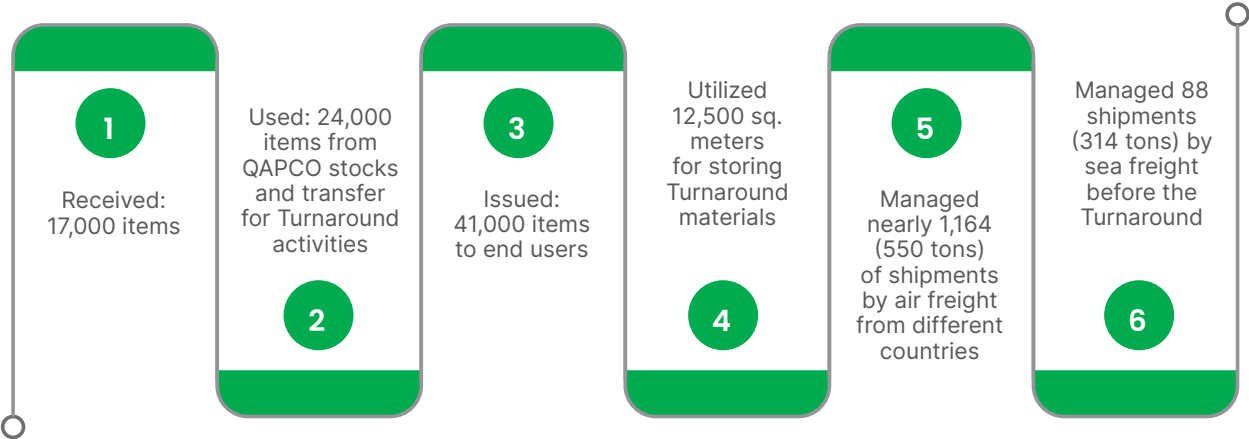 1
Received:
17,000 items
Used: 24,000
items from
QAPCO stocks
and transfer
for Turnaround
activities
2
3
Issued:
41,000 items
to end users
Utilized
12,500 sq.
meters
for storing
Turnaround
materials
4
5
Managed
nearly 1,164
(550 tons)
of shipments
by air freight
from different
countries
Managed 88
shipments
(314 tons) by
sea freight
before the
Turnaround
6